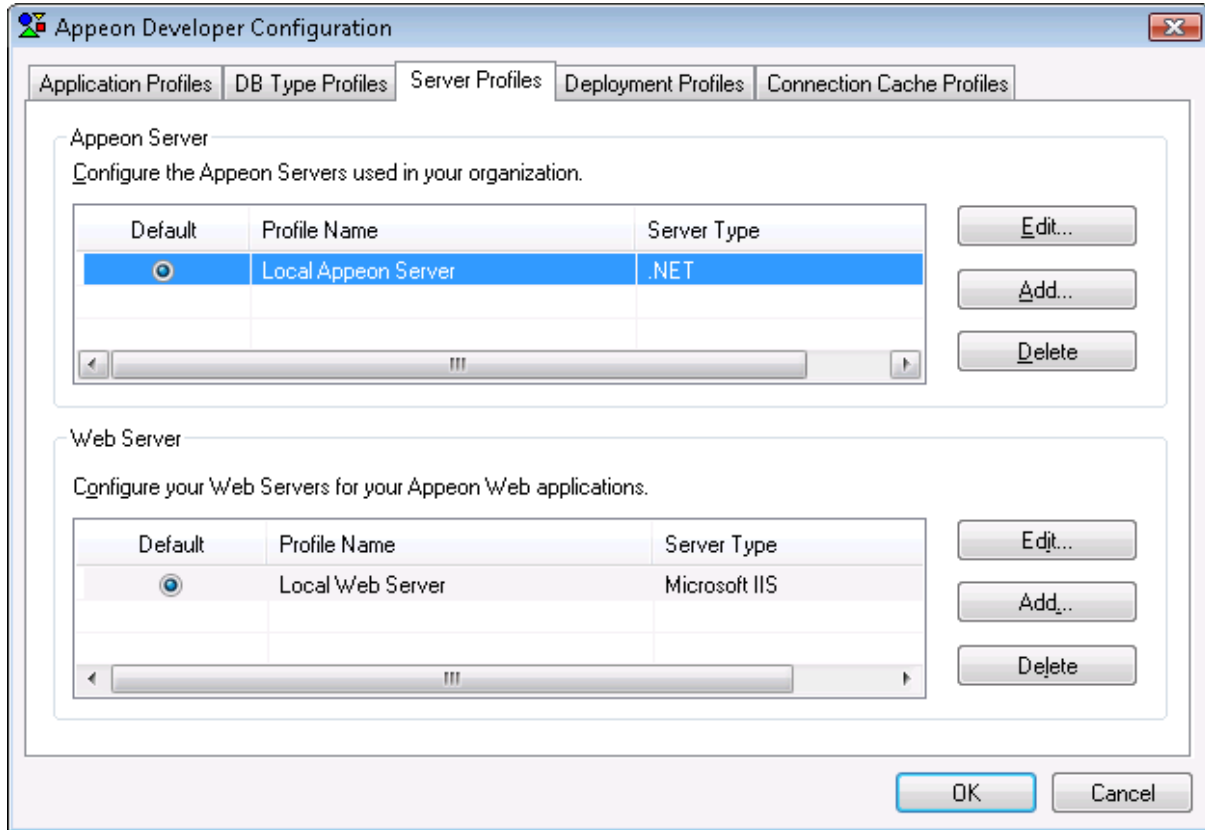 Appeon Developer Configuration
Application Profiles DB Type Profiles Server Profiles Deployment Profiles Connection Cache Profiles
Appeon Server
Configure the Appeon Servers used in your organization.
Default Profile Name Server Type
Local Appeon Server .NET
Edit...
Add...
Delete
Web Server
Configure your Web Servers for your Appeon Web applications.
Default Profile Name Server Type
Local Web Server Microsoft IIS
Edit...
Add...
Delete
OK Cancel